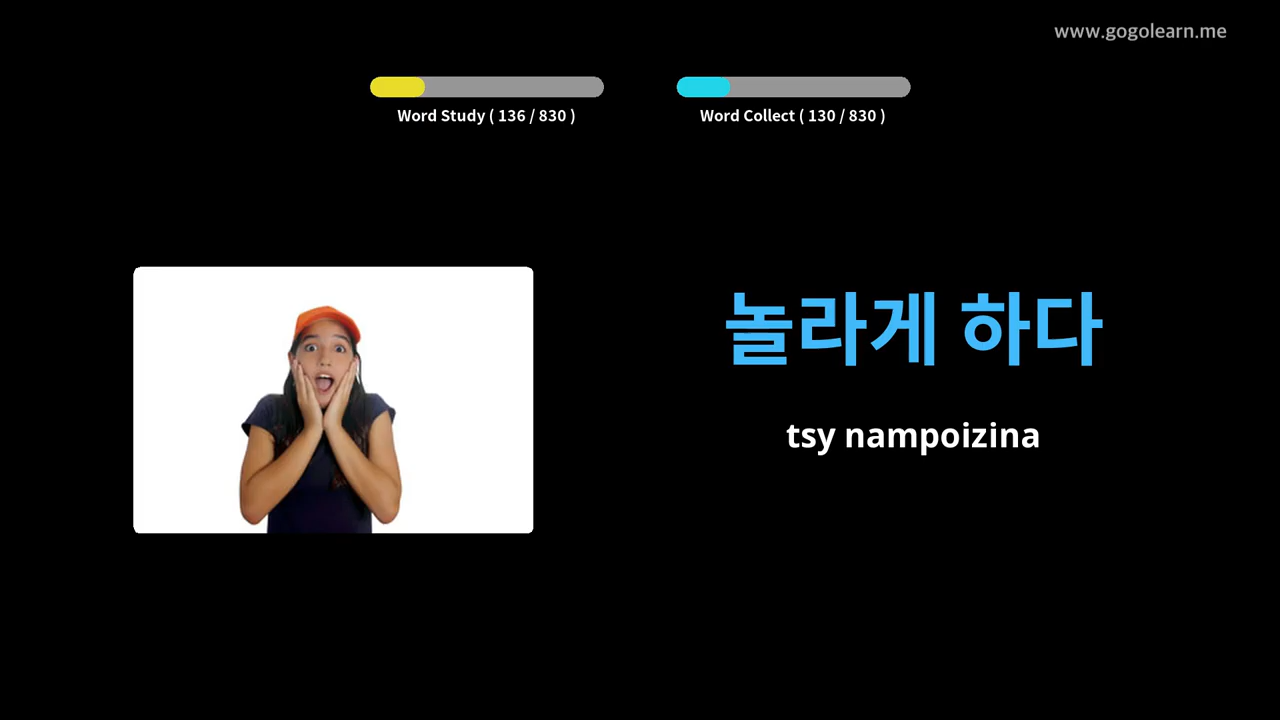 www.gogolearn.me
Word Study ( 136 / 830 )
Word Collect ( 130 / 830 )
놀라게 하다
tsy nampoizina